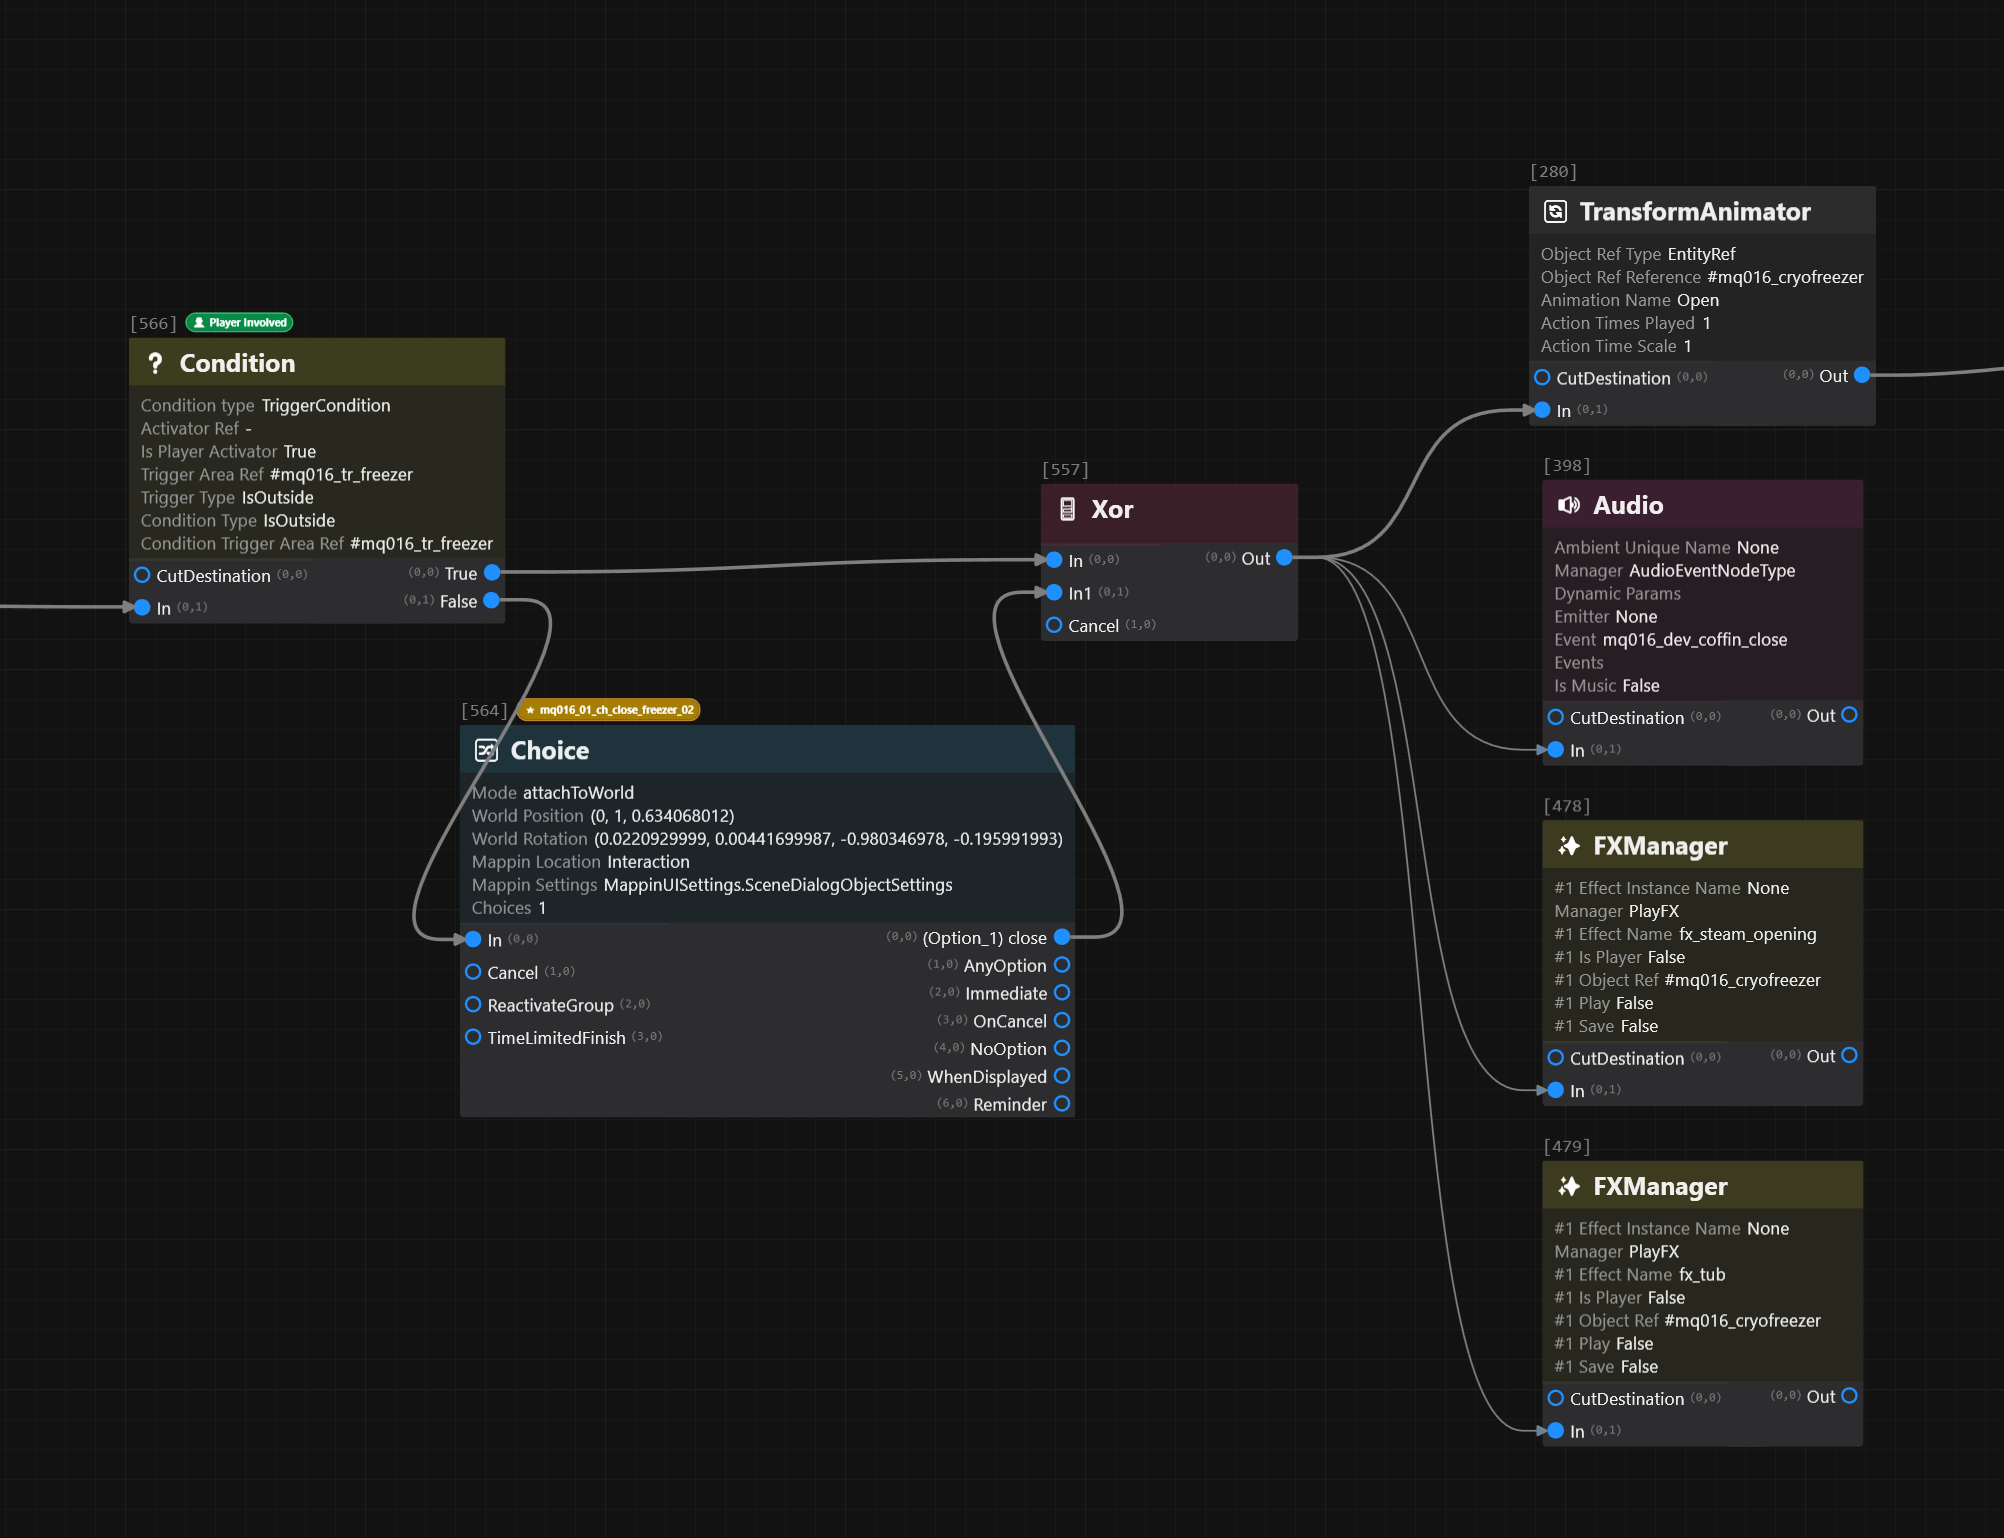 [566] Player Involved
Condition
Condition type TriggerCondition
Activator Ref -
Is Player Activator True
Trigger Area Ref #mq016_tr_freezer
Trigger Type IsOutside
Condition Type IsOutside
Condition Trigger Area Ref #mq016_tr_freezer
CutDestination (0,0) (0,0) True
In (0,1) (0,1) False
[564] mq016_01_ch_close_freezer_02
Choice
Mode attachToWorld
World Position (0, 1, 0.634068012)
World Rotation (0.0220929999, 0.00441699987, -0.980346978, -0.195991993)
Mappin Location Interaction
Mappin Settings MappinUISettings.SceneDialogObjectSettings
Choices 1
In (0,0) (0,0) (Option_1) close
Cancel (1,0) (1,0) AnyOption
ReactivateGroup (2,0) (2,0) Immediate
TimeLimitedFinish (3,0) (3,0) OnCancel
(4,0) NoOption
(5,0) WhenDisplayed
(6,0) Reminder
[557]
Xor
In (0,0) (0,0) Out
In1 (0,1)
Cancel (1,0)
[280]
TransformAnimator
Object Ref Type EntityRef
Object Ref Reference #mq016_cryofreezer
Animation Name Open
Action Times Played 1
Action Time Scale 1
CutDestination (0,0) (0,0) Out
In (0,1)
[398]
Audio
Ambient Unique Name None
Manager AudioEventNodeType
Dynamic Params
Emitter None
Event mq016_dev_coffin_close
Events
Is Music False
CutDestination (0,0) (0,0) Out
In (0,1)
[478]
FXManager
#1 Effect Instance Name None
Manager PlayFX
#1 Effect Name fx_steam_opening
#1 Is Player False
#1 Object Ref #mq016_cryofreezer
#1 Play False
#1 Save False
CutDestination (0,0) (0,0) Out
In (0,1)
[479]
FXManager
#1 Effect Instance Name None
Manager PlayFX
#1 Effect Name fx_tub
#1 Is Player False
#1 Object Ref #mq016_cryofreezer
#1 Play False
#1 Save False
CutDestination (0,0) (0,0) Out
In (0,1)